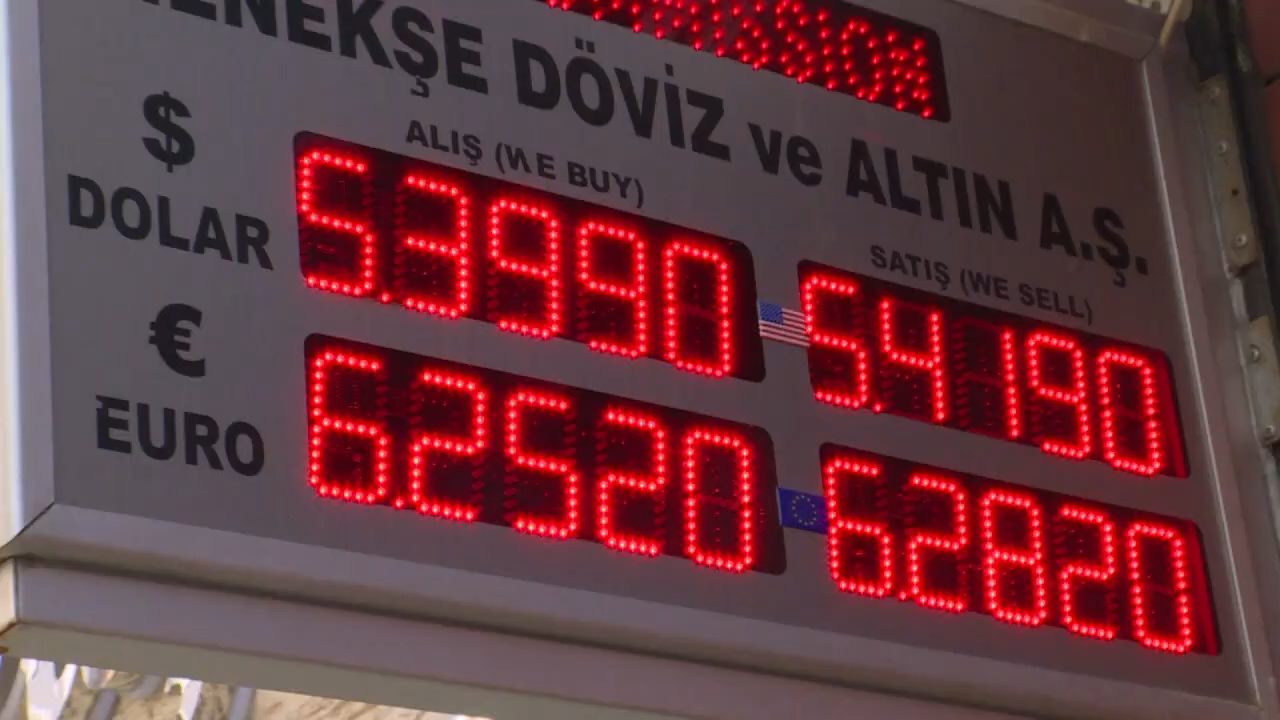 DÖVİZ ve ALTIN A.Ş.
ALIŞ (WE BUY)
SATIŞ (WE SELL)
$
DOLAR
5.3990
5.4190
€
EURO
6.2520
6.2820